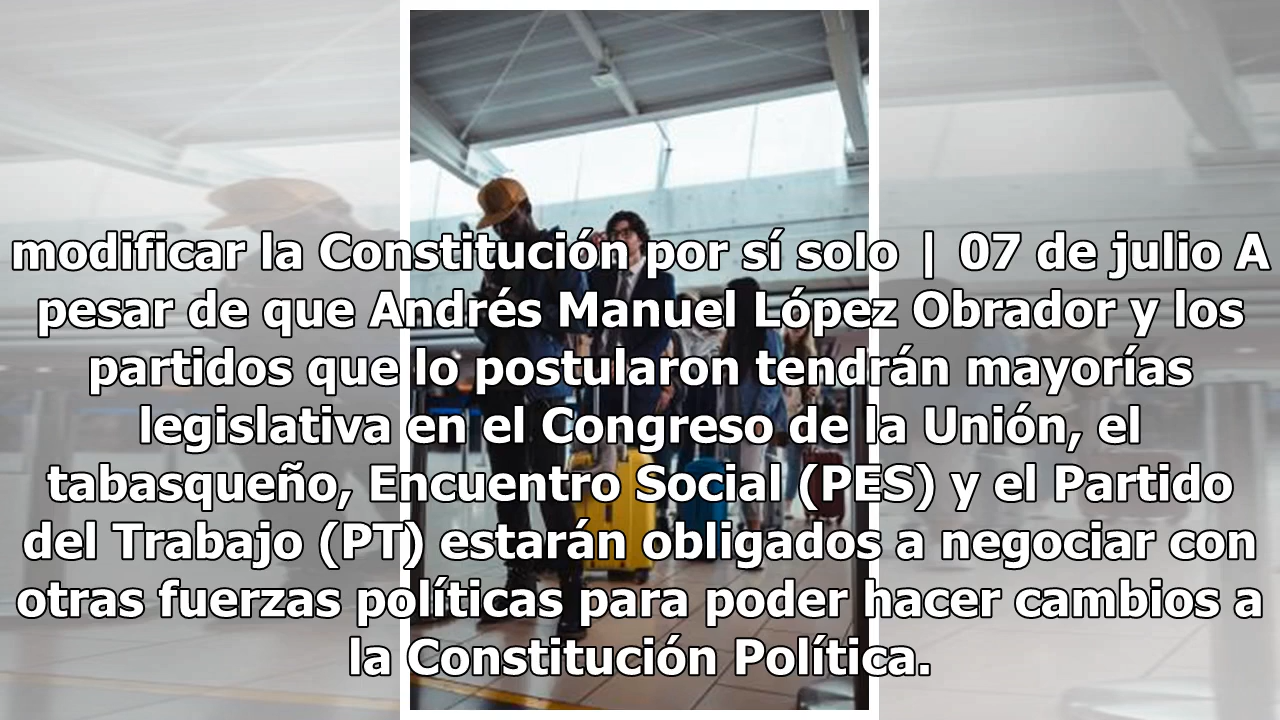 modificar la Constitución por sí solo | 07 de julio A
pesar de que Andrés Manuel López Obrador y los
partidos que lo postularon tendrán mayorías
legislativa en el Congreso de la Unión, el
tabasqueño, Encuentro Social (PES) y el Partido
del Trabajo (PT) estarán obligados a negociar con
otras fuerzas políticas para poder hacer cambios a
la Constitución Política.